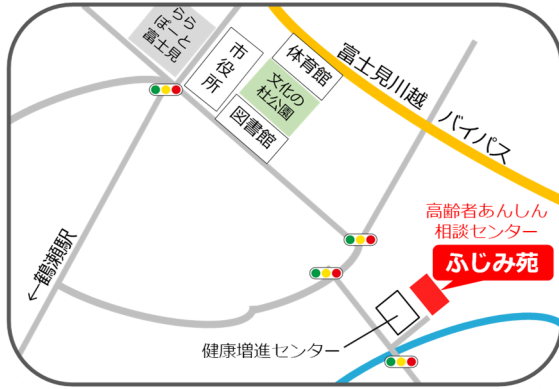 らら
ぽーと
富士見
市役所
体育館
文化の
杜公園
図書館
富士見川越
バイパス
高齢者あんしん
相談センター
ふじみ苑
←鶴瀬駅
健康増進センター